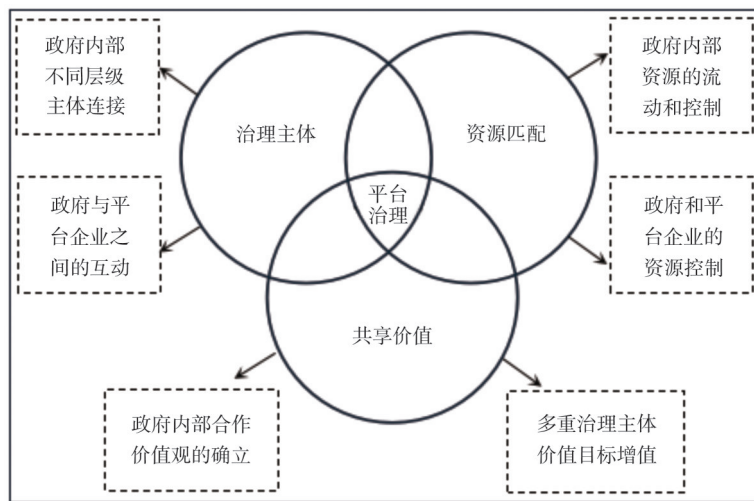 政府内部
不同层级
主体连接
治理主体
资源匹配
政府内部
资源的流
动和控制
政府与平
台企业之
间的互动
平台
治理
政府和平
台企业的
资源控制
共享价值
政府内部合作
价值观的确立
多重治理主体
价值目标增值